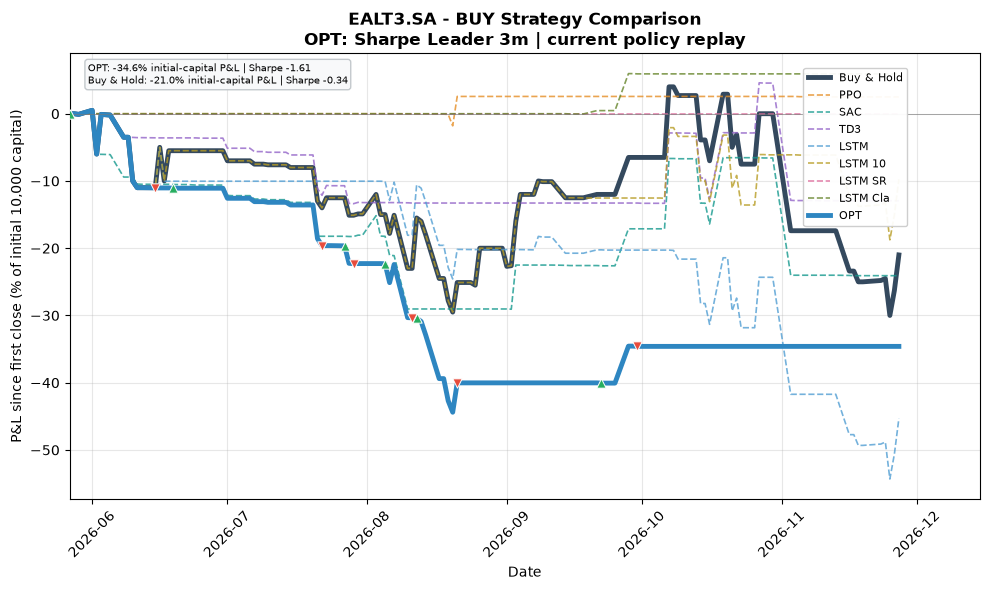 EALT3.SA - BUY Strategy Comparison
OPT: Sharpe Leader 3m | current policy replay
OPT: -34.6% initial-capital P&L | Sharpe -1.61
Buy & Hold: -21.0% initial-capital P&L | Sharpe -0.34
Buy & Hold
PPO
SAC
TD3
LSTM
LSTM 10
LSTM SR
LSTM Cla
OPT
P&L since first close (% of initial 10,000 capital)
0
−10
−20
−30
−40
−50
2026-06
2026-07
2026-08
2026-09
2026-10
2026-11
2026-12
Date